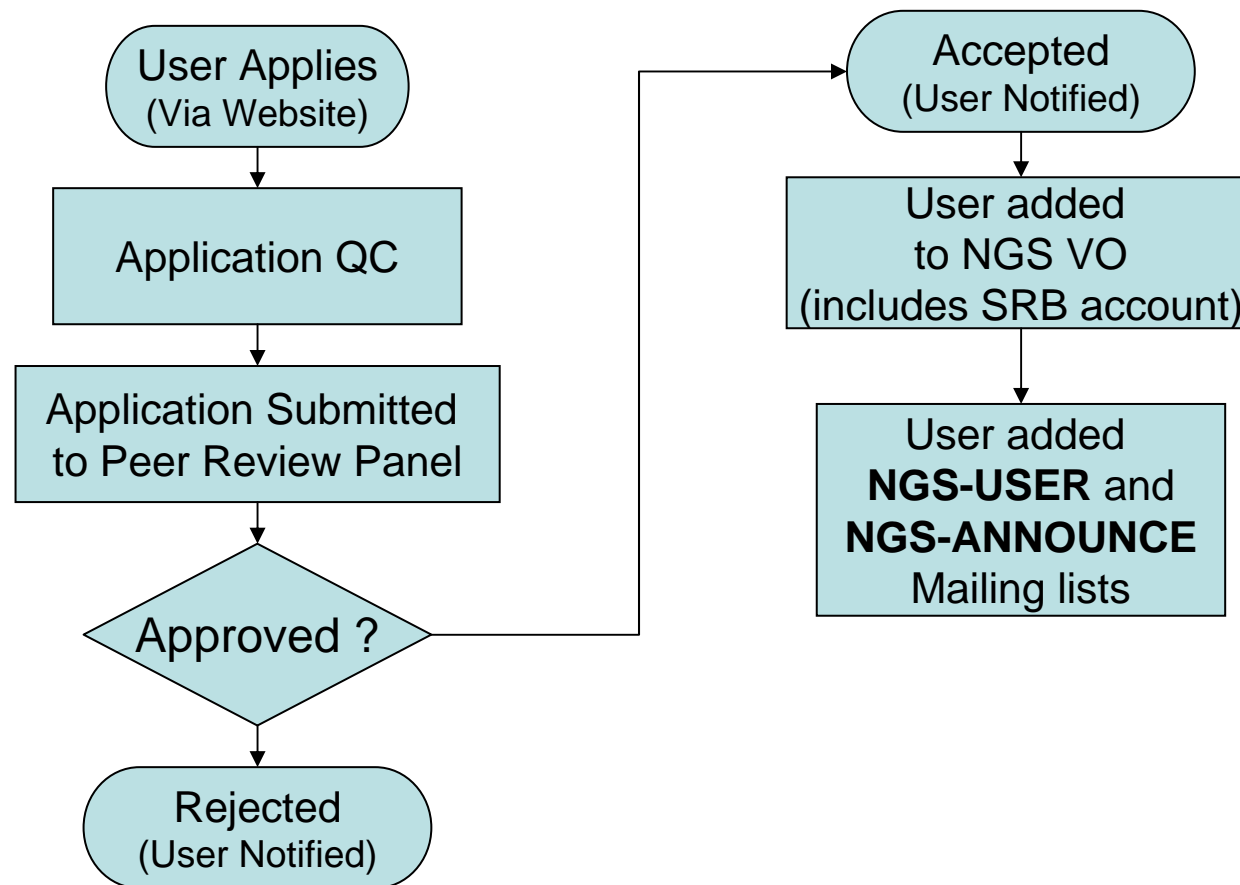 User Applies
(Via Website)
Application QC
Application Submitted
to Peer Review Panel
Approved ?
Rejected
(User Notified)
Accepted
(User Notified)
User added
to NGS VO
(includes SRB account)
User added
NGS-USER and
NGS-ANNOUNCE
Mailing lists